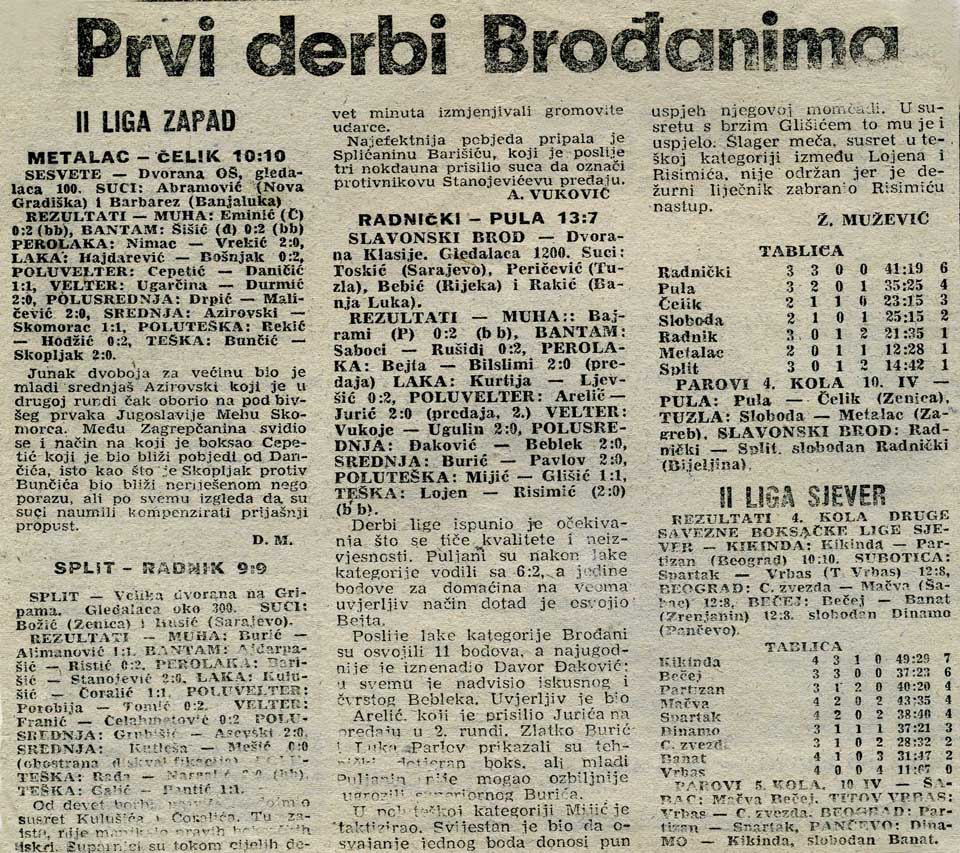 Prvi derbi Brođanima
II LIGA ZAPAD
METALAC — ČELIK 10:10
SESVETE — Dvorana OŠ, gleda-
laca 100. SUCI: Abramović (Nova
Gradiška) i Barbarez (Banjaluka)
REZULTATI — MUHA: Eminić (Č)
0:2 (bb), BANTAM: Šišić (đ) 0:2 (bb)
PEROLAKA: Nimac — Vrekić 2:0,
LAKA: Hajdarević — Bošnjak 0:2,
POLUVELTER: Cepetić — Daničić
1:1, VELTER: Ugarčina — Durmić
2:0, POLUSREDNJA: Drpić — Mali-
čević 2:0, SREDNJA: Azirovski —
Skomorac 1:1, POLUTEŠKA: Rekić
— Hodžić 0:2, TEŠKA: Bunčić —
Skopljak 2:0.
Junak dvoboja za većinu bio je
mladi srednjaš Azirovski koji je u
drugoj rundi čak oborio na pod biv-
šeg prvaka Jugoslavije Mehu Sko-
morca. Među Zagrepčanina svidio
se i način na koji je boksao Cepe-
tić koji je bio bliži pobjedi od Dan-
čića, isto kao što je Skopljak protiv
Bunčića bio bliži neriješenom nego
porazu, ali po svemu izgleda da su
suci naumili kompenzirati prijašnji
propust.
D. M.
SPLIT — RADNIK 9:9
SPLIT — Velika dvorana na Gri-
pama. Gledalaca oko 300. SUCI:
Božić (Zenica) i Husić (Sarajevo).
REZULTATI — MUHA: Burić —
Alimanović 1:1. BANTAM:
šić — Ristić 0:2. PEROLAKA: Bari-
šić — Stanojević 2:0, LAKA: Kulu-
šić — Ćoralić 1:1. POLUVELTER:
Porobija — Tomić 0:2. VELTER:
Franić — 0:2 POLU-
SREDNJA: Grubišić — Asevski 2:0,
SREDNJA: Kutleša — Mešić 0:0
(obostrana diskvalifikacija)
TEŠKA: Rada — (bb).
TEŠKA: Galić — Pantić 1:1.
Od devet borbi
susret Kulušića i Ćoralića. Tu za-
ista, nije pravih
iskri. Suparnici su tokom cijelih de-
vet minuta izmjenjivali gromovite
udarce.
Najefektnija pobjeda pripala je
Splićaninu Barišiću, koji je poslije
tri nokdauna prisilio suca da označi
protivnikovu Stanojevićevu predaju.
A. VUKOVIĆ
RADNIČKI — PULA 13:7
SLAVONSKI BROD — Dvora-
na Klasije. Gledalaca 1200. Suci:
Toskić (Sarajevo), Peričević (Tu-
zla), Bebić (Rijeka) i Rakić (Ba-
nja Luka).
REZULTATI — MUHA:: Baj-
rami (P) 0:2 (bb), BANTAM:
Saboci — Rušidj 0:2, PEROLA-
KA: Bejta — Bilslimi 2:0 (pre-
daja) LAKA: Kurtija — Ljev-
šić 0:2, POLUVELTER: Arelić—
Jurić 2:0 (predaja, 2.) VELTER:
Vukoje — Ugulin 2:0, POLUSRE-
DNJA: Đaković — Beblek 2:0,
SREDNJA: Burić — Pavlov 2:0,
POLUTEŠKA: Mijić — Glišić 1:1,
TEŠKA: Lojen — Risimić (2:0)
(bb).
Derbi lige ispunio je očekiva-
nja što se tiče kvalitete i neiz-
vjesnosti. Puljani su nakon lake
kategorije vodili sa 6:2, a jedine
bodove za domaćina na veoma
uvjerljiv način dotad je osvojio
Bejta.
Poslije lake kategorije Brođani
su osvojili 11 bodova, a najugod-
nije je iznenadio Davor Đaković;
u svemu je nadvisio iskusnog i
čvrstog Bebleka. Uvjerljiv je bio
Arelić, koji je prisilio Jurića na
predaju u 2. rundi. Zlatko Burić
i Luka Parlov prikazali su teh-
nički dotjeran boks, ali mladi
Puljanin nije mogao ozbiljnije
ugroziti superiornog Burića.
U poluteškoj kategoriji Mijić je
taktizirao. Svijestan je bio da o-
svajanje jednog boda donosi pun
uspjeh njegovoj momčadi. U su-
sretu s brzim Glišićem to mu je i
uspjelo. Šlager meča, susret u te-
škoj kategoriji između Lojena i
Risimića, nije održan jer je de-
žurni liječnik zabranio Risimiću
nastup.
Ž. MUŽEVIĆ
TABLICA
Radnički 3 3 0 0 41:19 6
Pula 3 2 0 1 35:25 4
Čelik 2 1 1 0 23:15 3
Sloboda 2 1 0 1 25:15 2
Radnik 3 0 1 2 21:35 1
Metalac 2 0 1 1 12:28 1
Split 3 0 1 2 14:42 1
PAROVI 4. KOLA 10. IV —
PULA: Pula — Čelik (Zenica),
TUZLA: Sloboda — Metalac (Za-
greb), SLAVONSKI BROD: Rad-
nički — Split. slobodan Radnički
(Bijeljina).
II LIGA SJEVER
REZULTATI 4. KOLA DRUGE
SAVEZNE BOKSAČKE LIGE SJE-
VER — KIKINDA: Kikinda — Par-
tizan (Beograd) 10:10. SUBOTICA:
Spartak — Vrbas (T. Vrbas) 12:8,
BEOGRAD: C. zvezda — Mačva (Ša-
bac) 12:8, BEČEJ: Bečej — Banat
(Zrenjanin) 12:8. slobodan Dinamo
(Pančevo).
TABLICA
Kikinda 4 3 1 0 49:29 7
Bečej 3 3 0 0 37:23 6
Partizan 3 1 2 0 40:20 4
Mačva 4 2 0 2 43:35 4
Spartak 4 2 0 2 38:40 4
Dinamo 3 1 1 1 37:21 3
C. zvezda 3 1 0 2 28:32 2
Banat 4 1 0 3 31:47 2
Vrbas 4 0 0 4 11:67 0
PAROVI 5. KOLA. 10 IV — ŠA-
BAC: Mačva Bečej. TITOV VRBAS:
Vrbas — C. zvezda. BEOGRAD: Par-
tizan — Spartak, PANČEVO: Dina-
MO — Kikinda, slobodan Banat.